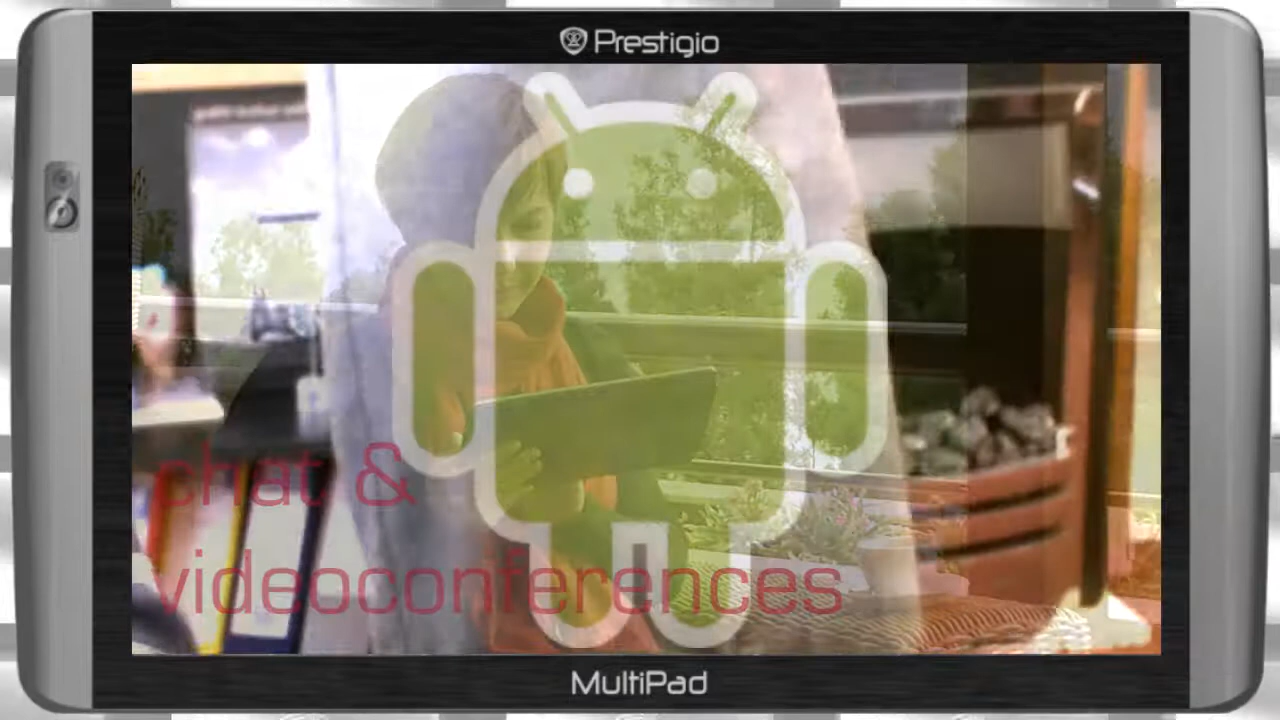 Prestigio
chat &
videoconferences
MultiPad